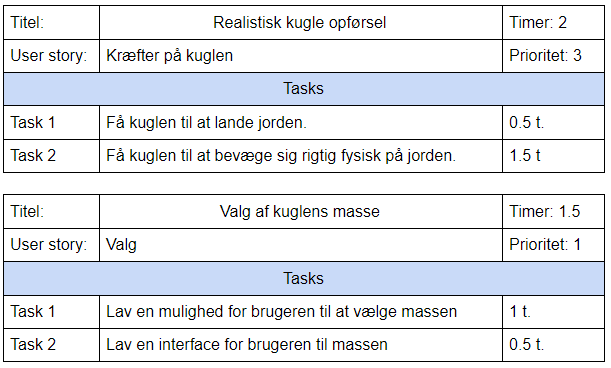 Titel: Realistisk kugle opførsel Timer: 2
User story: Kræfter på kuglen Prioritet: 3
Tasks
Task 1 Få kuglen til at lande jorden. 0.5 t.
Task 2 Få kuglen til at bevæge sig rigtig fysisk på jorden. 1.5 t
Titel: Valg af kuglens masse Timer: 1.5
User story: Valg Prioritet: 1
Tasks
Task 1 Lav en mulighed for brugeren til at vælge massen 1 t.
Task 2 Lav en interface for brugeren til massen 0.5 t.